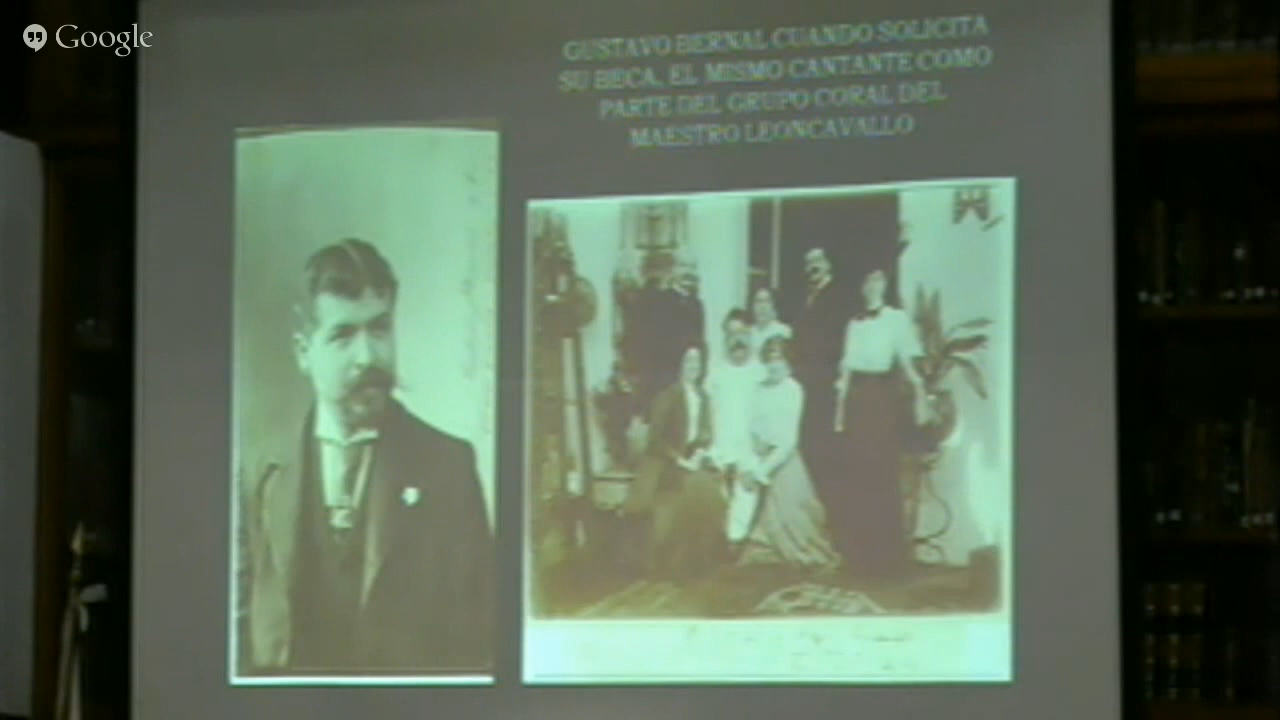 Google
GUSTAVO BERNAL CUANDO SOLICITA
SU BECA. EL MISMO CANTANTE COMO
PARTE DEL GRUPO CORAL DEL
MAESTRO LEONCAVALLO